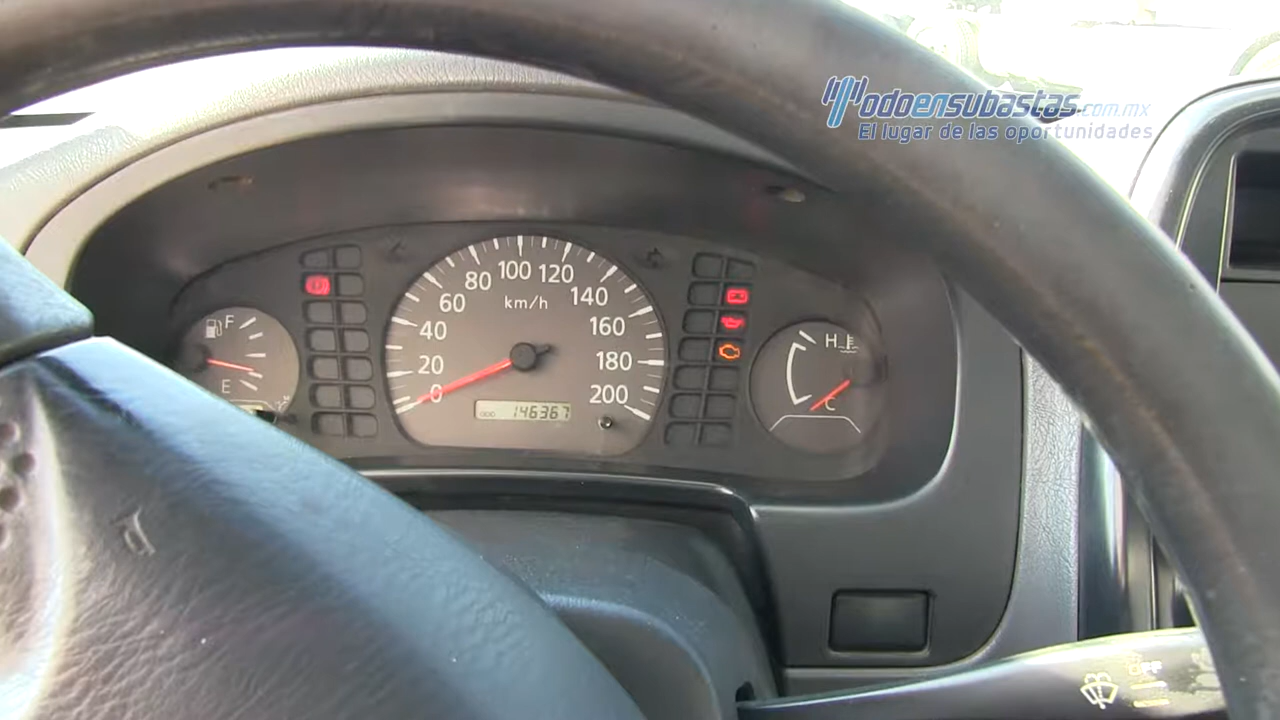 TodoenSubastas.com.mx
El lugar de las oportunidades
F
E
0
20
40
60
80
100
120
140
160
180
200
km/h
ODO 146367
H
C